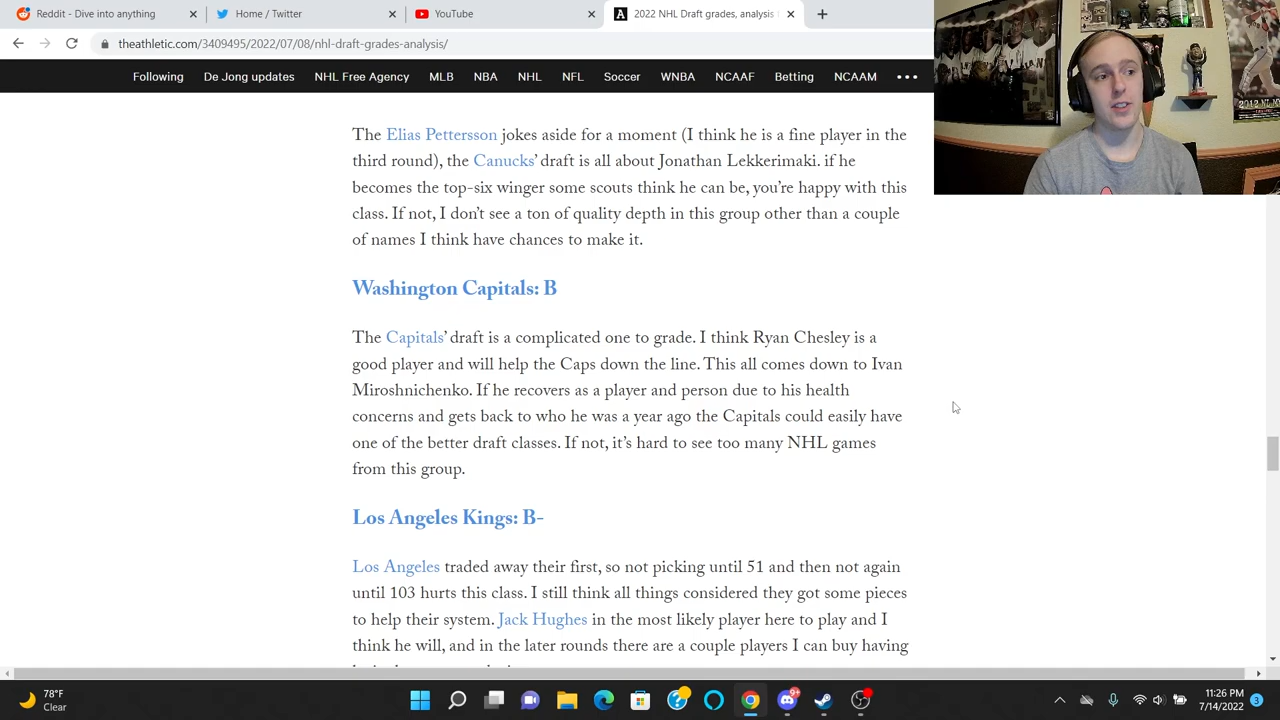 Reddit - Dive into anything
Home / Twitter
YouTube
2022 NHL Draft grades, analysis
theathletic.com/3409495/2022/07/08/nhl-draft-grades-analysis/
Following De Jong updates NHL Free Agency MLB NBA NHL NFL Soccer WNBA NCAAF Betting NCAAM
The Elias Pettersson jokes aside for a moment (I think he is a fine player in the
third round), the Canucks’ draft is all about Jonathan Lekkerimaki. if he
becomes the top-six winger some scouts think he can be, you’re happy with this
class. If not, I don’t see a ton of quality depth in this group other than a couple
of names I think have chances to make it.
Washington Capitals: B
The Capitals’ draft is a complicated one to grade. I think Ryan Chesley is a
good player and will help the Caps down the line. This all comes down to Ivan
Miroshnichenko. If he recovers as a player and person due to his health
concerns and gets back to who he was a year ago the Capitals could easily have
one of the better draft classes. If not, it’s hard to see too many NHL games
from this group.
Los Angeles Kings: B-
Los Angeles traded away their first, so not picking until 51 and then not again
until 103 hurts this class. I still think all things considered they got some pieces
to help their system. Jack Hughes in the most likely player here to play and I
think he will, and in the later rounds there are a couple players I can buy having
78°F
Clear
11:26 PM
7/14/2022
3